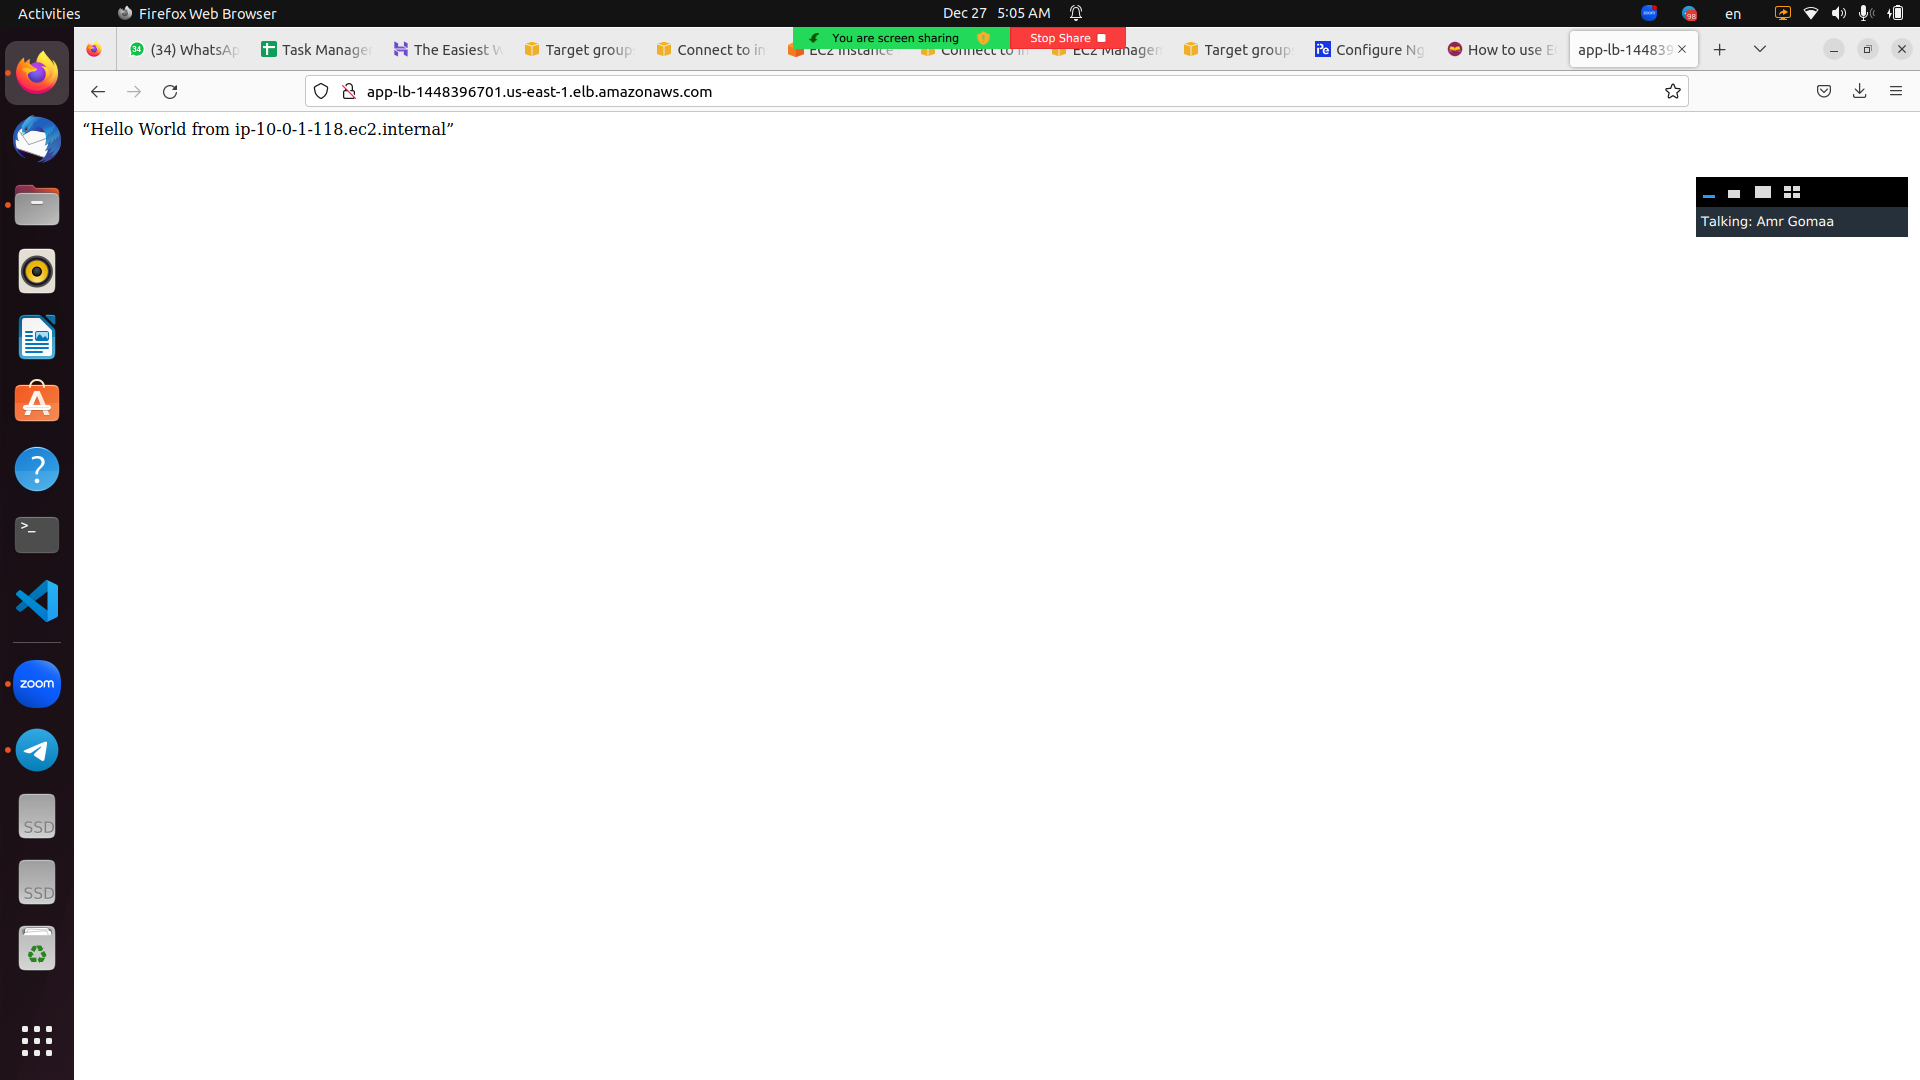 Activities
Firefox Web Browser
Dec 27 5:05 AM
98
en
You are screen sharing
Stop Share
34
(34) WhatsAp
Task Manager
The Easiest
Target group
Connect to in
EC2 Instance
Connect to in
EC2 Managem
Target group
Configure Ng
How to use E
app-lb-144839
app-lb-1448396701.us-east-1.elb.amazonaws.com
“Hello World from ip-10-0-1-118.ec2.internal”
Talking: Amr Gomaa
>_
zoom
SSD
SSD